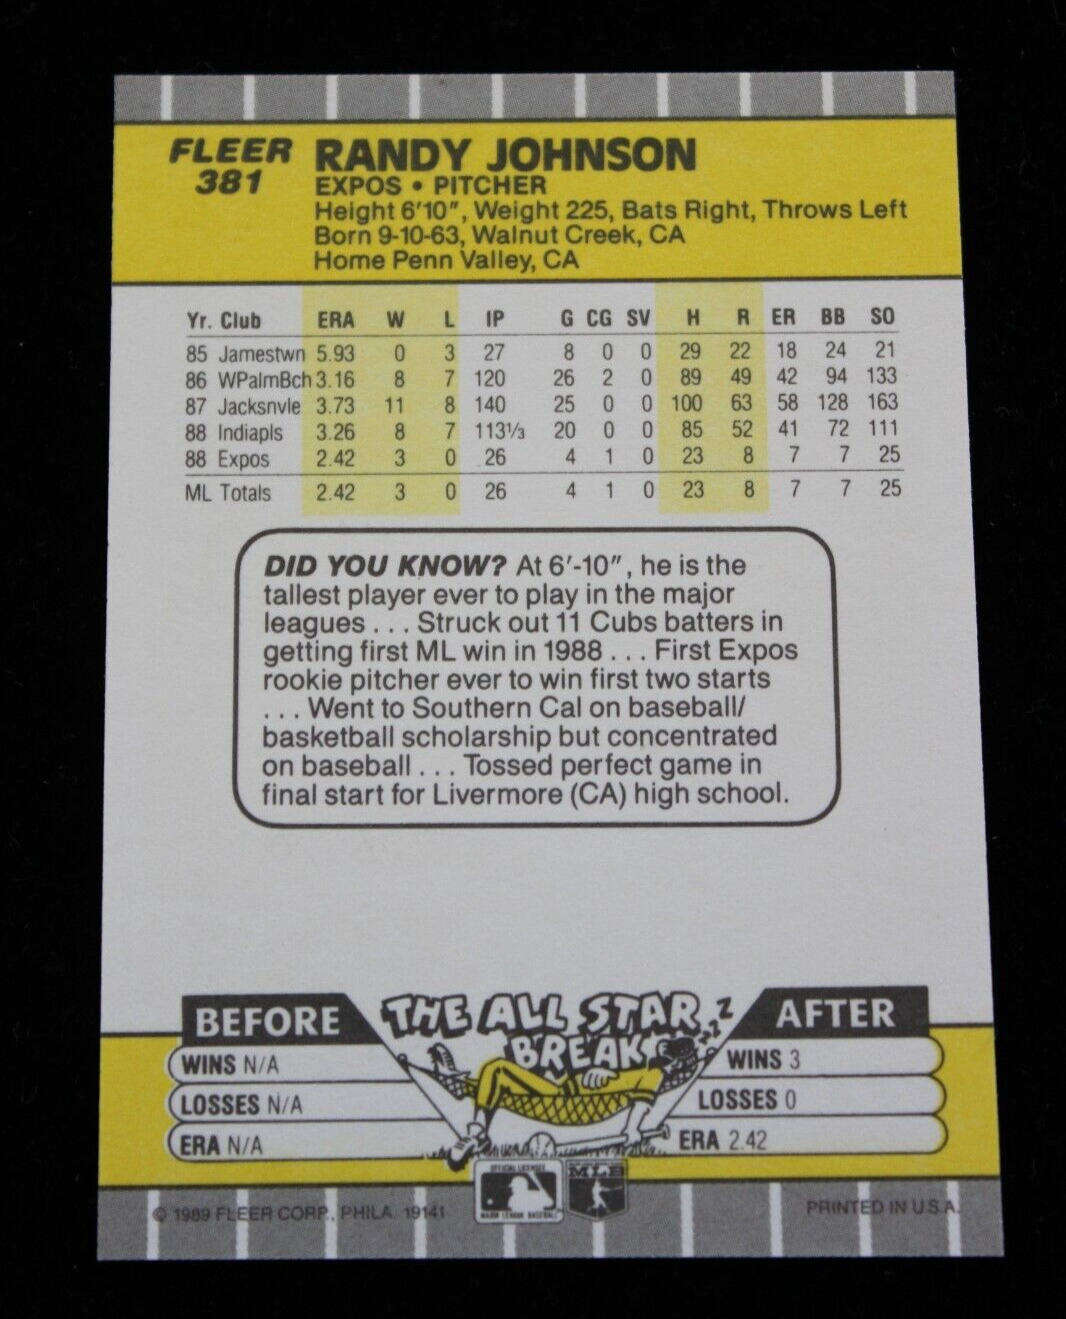 FLEER
381
RANDY JOHNSON
EXPOS • PITCHER
Height 6'10", Weight 225, Bats Right, Throws Left
Born 9-10-63, Walnut Creek, CA
Home Penn Valley, CA
Yr. Club ERA W L IP G CG SV H R ER BB SO
85 Jamestwn 5.93 0 3 27 8 0 0 29 22 18 24 21
86 WPalmBch 3.16 8 7 120 26 2 0 89 49 42 94 133
87 Jacksnvle 3.73 11 8 140 25 0 0 100 63 58 128 163
88 Indiapls 3.26 8 7 113⅓ 20 0 0 85 52 41 72 111
88 Expos 2.42 3 0 26 4 1 0 23 8 7 7 25
ML Totals 2.42 3 0 26 4 1 0 23 8 7 7 25
DID YOU KNOW? At 6'-10", he is the
tallest player ever to play in the major
leagues . . . Struck out 11 Cubs batters in
getting first ML win in 1988 . . . First Expos
rookie pitcher ever to win first two starts
. . . Went to Southern Cal on baseball/
basketball scholarship but concentrated
on baseball . . . Tossed perfect game in
final start for Livermore (CA) high school.
BEFORE
WINS N/A
LOSSES N/A
ERA N/A
THE ALL STAR
BREAK
ZZZZ
AFTER
WINS 3
LOSSES 0
ERA 2.42
OFFICIAL LICENSEE
MAJOR LEAGUE BASEBALL
MLB
© 1989 FLEER CORP., PHILA. 19141
PRINTED IN U.S.A.